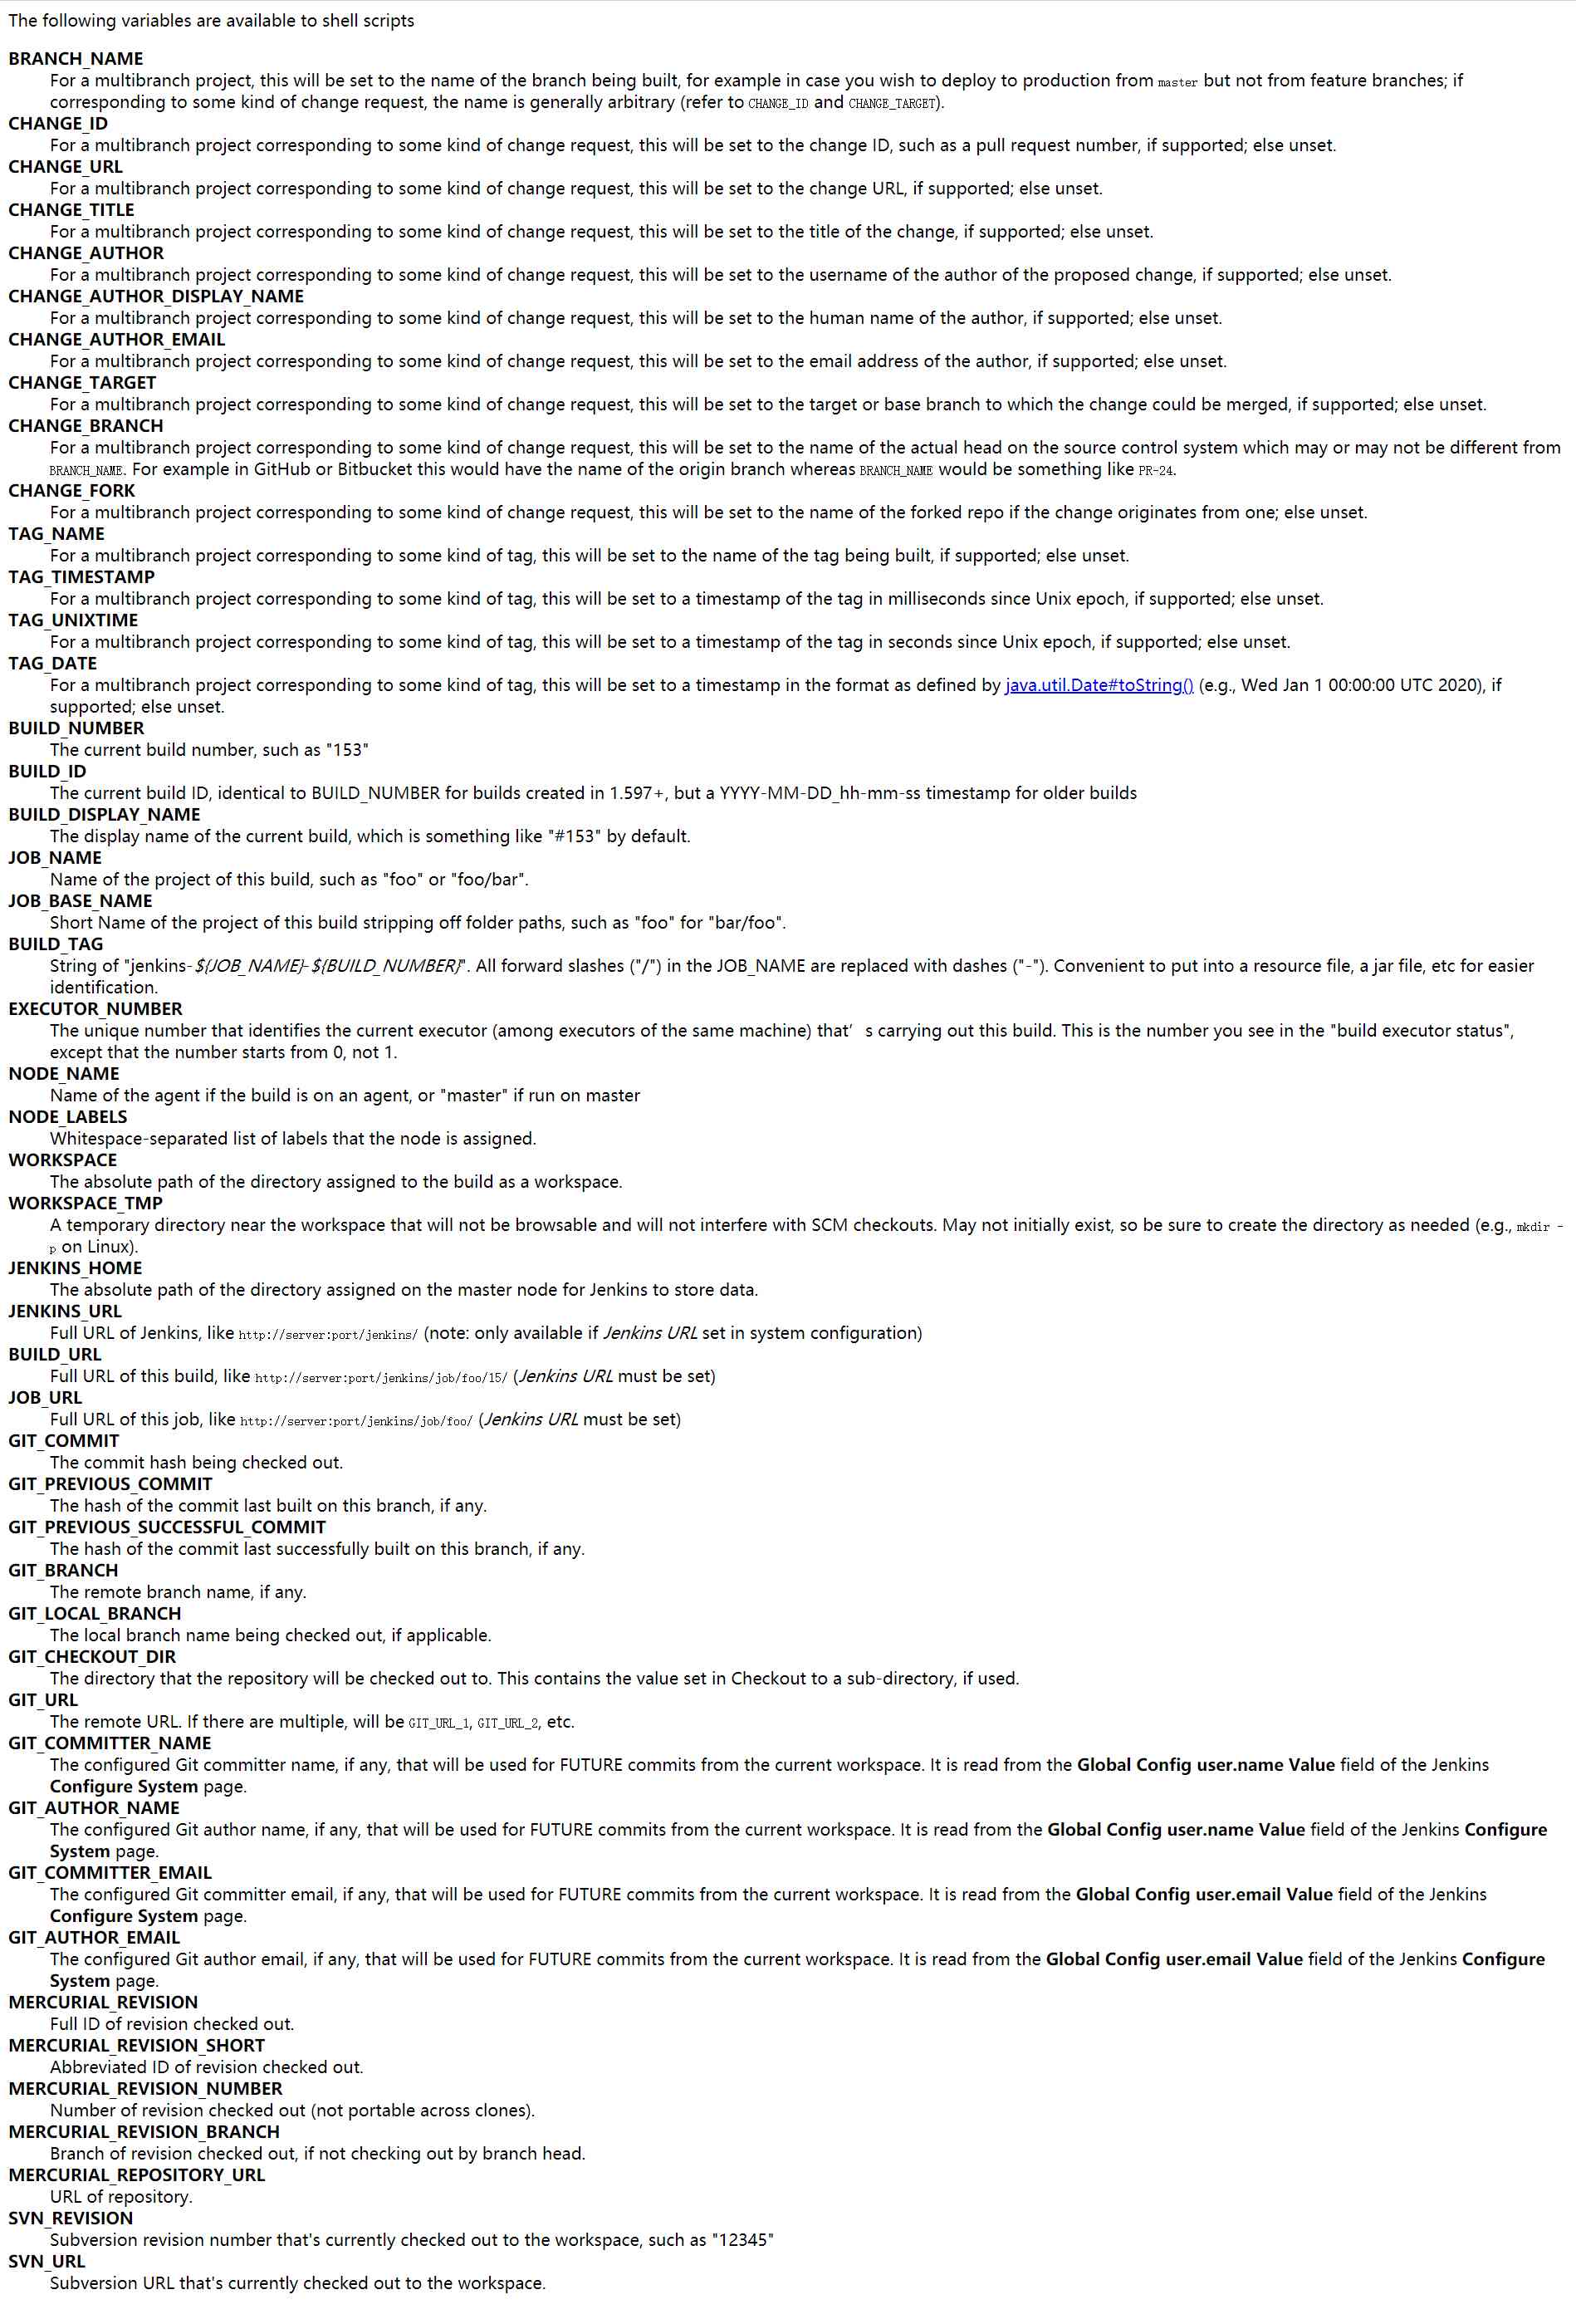 The following variables are available to shell scripts
BRANCH_NAME
For a multibranch project, this will be set to the name of the branch being built, for example in case you wish to deploy to production from master but not from feature branches; if
corresponding to some kind of change request, the name is generally arbitrary (refer to CHANGE_ID and CHANGE_TARGET).
CHANGE_ID
For a multibranch project corresponding to some kind of change request, this will be set to the change ID, such as a pull request number, if supported; else unset.
CHANGE_URL
For a multibranch project corresponding to some kind of change request, this will be set to the change URL, if supported; else unset.
CHANGE_TITLE
For a multibranch project corresponding to some kind of change request, this will be set to the title of the change, if supported; else unset.
CHANGE_AUTHOR
For a multibranch project corresponding to some kind of change request, this will be set to the username of the author of the proposed change, if supported; else unset.
CHANGE_AUTHOR_DISPLAY_NAME
For a multibranch project corresponding to some kind of change request, this will be set to the human name of the author, if supported; else unset.
CHANGE_AUTHOR_EMAIL
For a multibranch project corresponding to some kind of change request, this will be set to the email address of the author, if supported; else unset.
CHANGE_TARGET
For a multibranch project corresponding to some kind of change request, this will be set to the target or base branch to which the change could be merged, if supported; else unset.
CHANGE_BRANCH
For a multibranch project corresponding to some kind of change request, this will be set to the name of the actual head on the source control system which may or may not be different from
BRANCH_NAME. For example in GitHub or Bitbucket this would have the name of the origin branch whereas BRANCH_NAME would be something like PR-24.
CHANGE_FORK
For a multibranch project corresponding to some kind of change request, this will be set to the name of the forked repo if the change originates from one; else unset.
TAG_NAME
For a multibranch project corresponding to some kind of tag, this will be set to the name of the tag being built, if supported; else unset.
TAG_TIMESTAMP
For a multibranch project corresponding to some kind of tag, this will be set to a timestamp of the tag in milliseconds since Unix epoch, if supported; else unset.
TAG_UNIXTIME
For a multibranch project corresponding to some kind of tag, this will be set to a timestamp of the tag in seconds since Unix epoch, if supported; else unset.
TAG_DATE
For a multibranch project corresponding to some kind of tag, this will be set to a timestamp in the format as defined by java.util.Date#toString() (e.g., Wed Jan 1 00:00:00 UTC 2020), if
supported; else unset.
BUILD_NUMBER
The current build number, such as "153"
BUILD_ID
The current build ID, identical to BUILD_NUMBER for builds created in 1.597+, but a YYYY-MM-DD_hh-mm-ss timestamp for older builds
BUILD_DISPLAY_NAME
The display name of the current build, which is something like "#153" by default.
JOB_NAME
Name of the project of this build, such as "foo" or "foo/bar".
JOB_BASE_NAME
Short Name of the project of this build stripping off folder paths, such as "foo" for "bar/foo".
BUILD_TAG
String of "jenkins-${JOB_NAME}-${BUILD_NUMBER}". All forward slashes ("/") in the JOB_NAME are replaced with dashes ("-"). Convenient to put into a resource file, a jar file, etc for easier
identification.
EXECUTOR_NUMBER
The unique number that identifies the current executor (among executors of the same machine) that’s carrying out this build. This is the number you see in the "build executor status",
except that the number starts from 0, not 1.
NODE_NAME
Name of the agent if the build is on an agent, or "master" if run on master
NODE_LABELS
Whitespace-separated list of labels that the node is assigned.
WORKSPACE
The absolute path of the directory assigned to the build as a workspace.
WORKSPACE_TMP
A temporary directory near the workspace that will not be browsable and will not interfere with SCM checkouts. May not initially exist, so be sure to create the directory as needed (e.g., mkdir -
p on Linux).
JENKINS_HOME
The absolute path of the directory assigned on the master node for Jenkins to store data.
JENKINS_URL
Full URL of Jenkins, like http://server:port/jenkins/ (note: only available if Jenkins URL set in system configuration)
BUILD_URL
Full URL of this build, like http://server:port/jenkins/job/foo/15/ (Jenkins URL must be set)
JOB_URL
Full URL of this job, like http://server:port/jenkins/job/foo/ (Jenkins URL must be set)
GIT_COMMIT
The commit hash being checked out.
GIT_PREVIOUS_COMMIT
The hash of the commit last built on this branch, if any.
GIT_PREVIOUS_SUCCESSFUL_COMMIT
The hash of the commit last successfully built on this branch, if any.
GIT_BRANCH
The remote branch name, if any.
GIT_LOCAL_BRANCH
The local branch name being checked out, if applicable.
GIT_CHECKOUT_DIR
The directory that the repository will be checked out to. This contains the value set in Checkout to a sub-directory, if used.
GIT_URL
The remote URL. If there are multiple, will be GIT_URL_1, GIT_URL_2, etc.
GIT_COMMITTER_NAME
The configured Git committer name, if any, that will be used for FUTURE commits from the current workspace. It is read from the Global Config user.name Value field of the Jenkins
Configure System page.
GIT_AUTHOR_NAME
The configured Git author name, if any, that will be used for FUTURE commits from the current workspace. It is read from the Global Config user.name Value field of the Jenkins Configure
System page.
GIT_COMMITTER_EMAIL
The configured Git committer email, if any, that will be used for FUTURE commits from the current workspace. It is read from the Global Config user.email Value field of the Jenkins
Configure System page.
GIT_AUTHOR_EMAIL
The configured Git author email, if any, that will be used for FUTURE commits from the current workspace. It is read from the Global Config user.email Value field of the Jenkins Configure
System page.
MERCURIAL_REVISION
Full ID of revision checked out.
MERCURIAL_REVISION_SHORT
Abbreviated ID of revision checked out.
MERCURIAL_REVISION_NUMBER
Number of revision checked out (not portable across clones).
MERCURIAL_REVISION_BRANCH
Branch of revision checked out, if not checking out by branch head.
MERCURIAL_REPOSITORY_URL
URL of repository.
SVN_REVISION
Subversion revision number that's currently checked out to the workspace, such as "12345"
SVN_URL
Subversion URL that's currently checked out to the workspace.